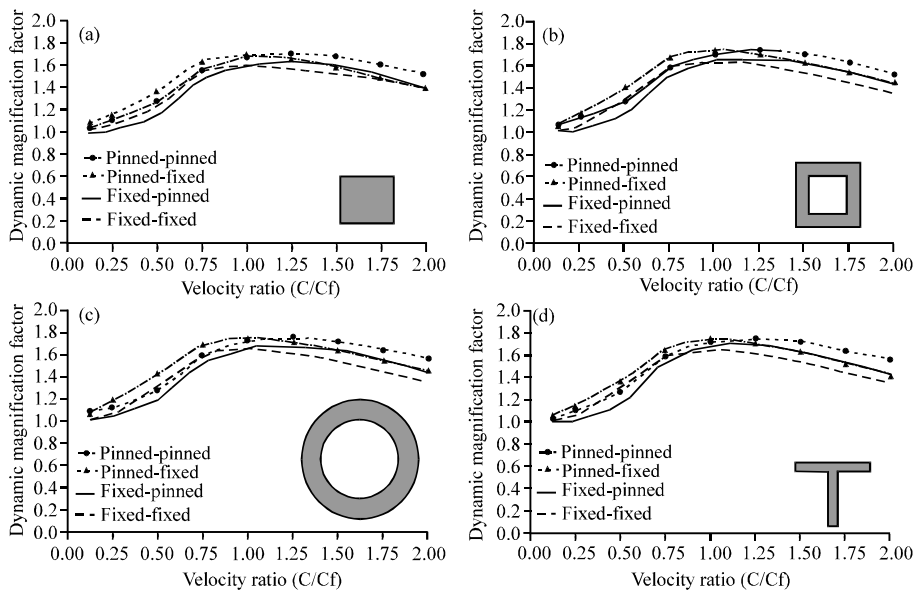 (a)
Dynamic magnification factor
2.0
1.8
1.6
1.4
1.2
1.0
0.8
0.6
0.4
0.2
0.0
Pinned-pinned
Pinned-fixed
Fixed-pinned
Fixed-fixed
0.00 0.25 0.50 0.75 1.00 1.25 1.50 1.75 2.00
Velocity ratio (C/Cf)
(b)
Dynamic magnification factor
2.0
1.8
1.6
1.4
1.2
1.0
0.8
0.6
0.4
0.2
0.0
Pinned-pinned
Pinned-fixed
Fixed-pinned
Fixed-fixed
0.00 0.25 0.50 0.75 1.00 1.25 1.50 1.75 2.00
Velocity ratio (C/Cf)
(c)
Dynamic magnification factor
2.0
1.8
1.6
1.4
1.2
1.0
0.8
0.6
0.4
0.2
0.0
Pinned-pinned
Pinned-fixed
Fixed-pinned
Fixed-fixed
0.00 0.25 0.50 0.75 1.00 1.25 1.50 1.75 2.00
Velocity ratio (C/Cf)
(d)
Dynamic magnification factor
2.0
1.8
1.6
1.4
1.2
1.0
0.8
0.6
0.4
0.2
0.0
Pinned-pinned
Pinned-fixed
Fixed-pinned
Fixed-fixed
0.00 0.25 0.50 0.75 1.00 1.25 1.50 1.75 2.00
Velocity ratio (C/Cf)